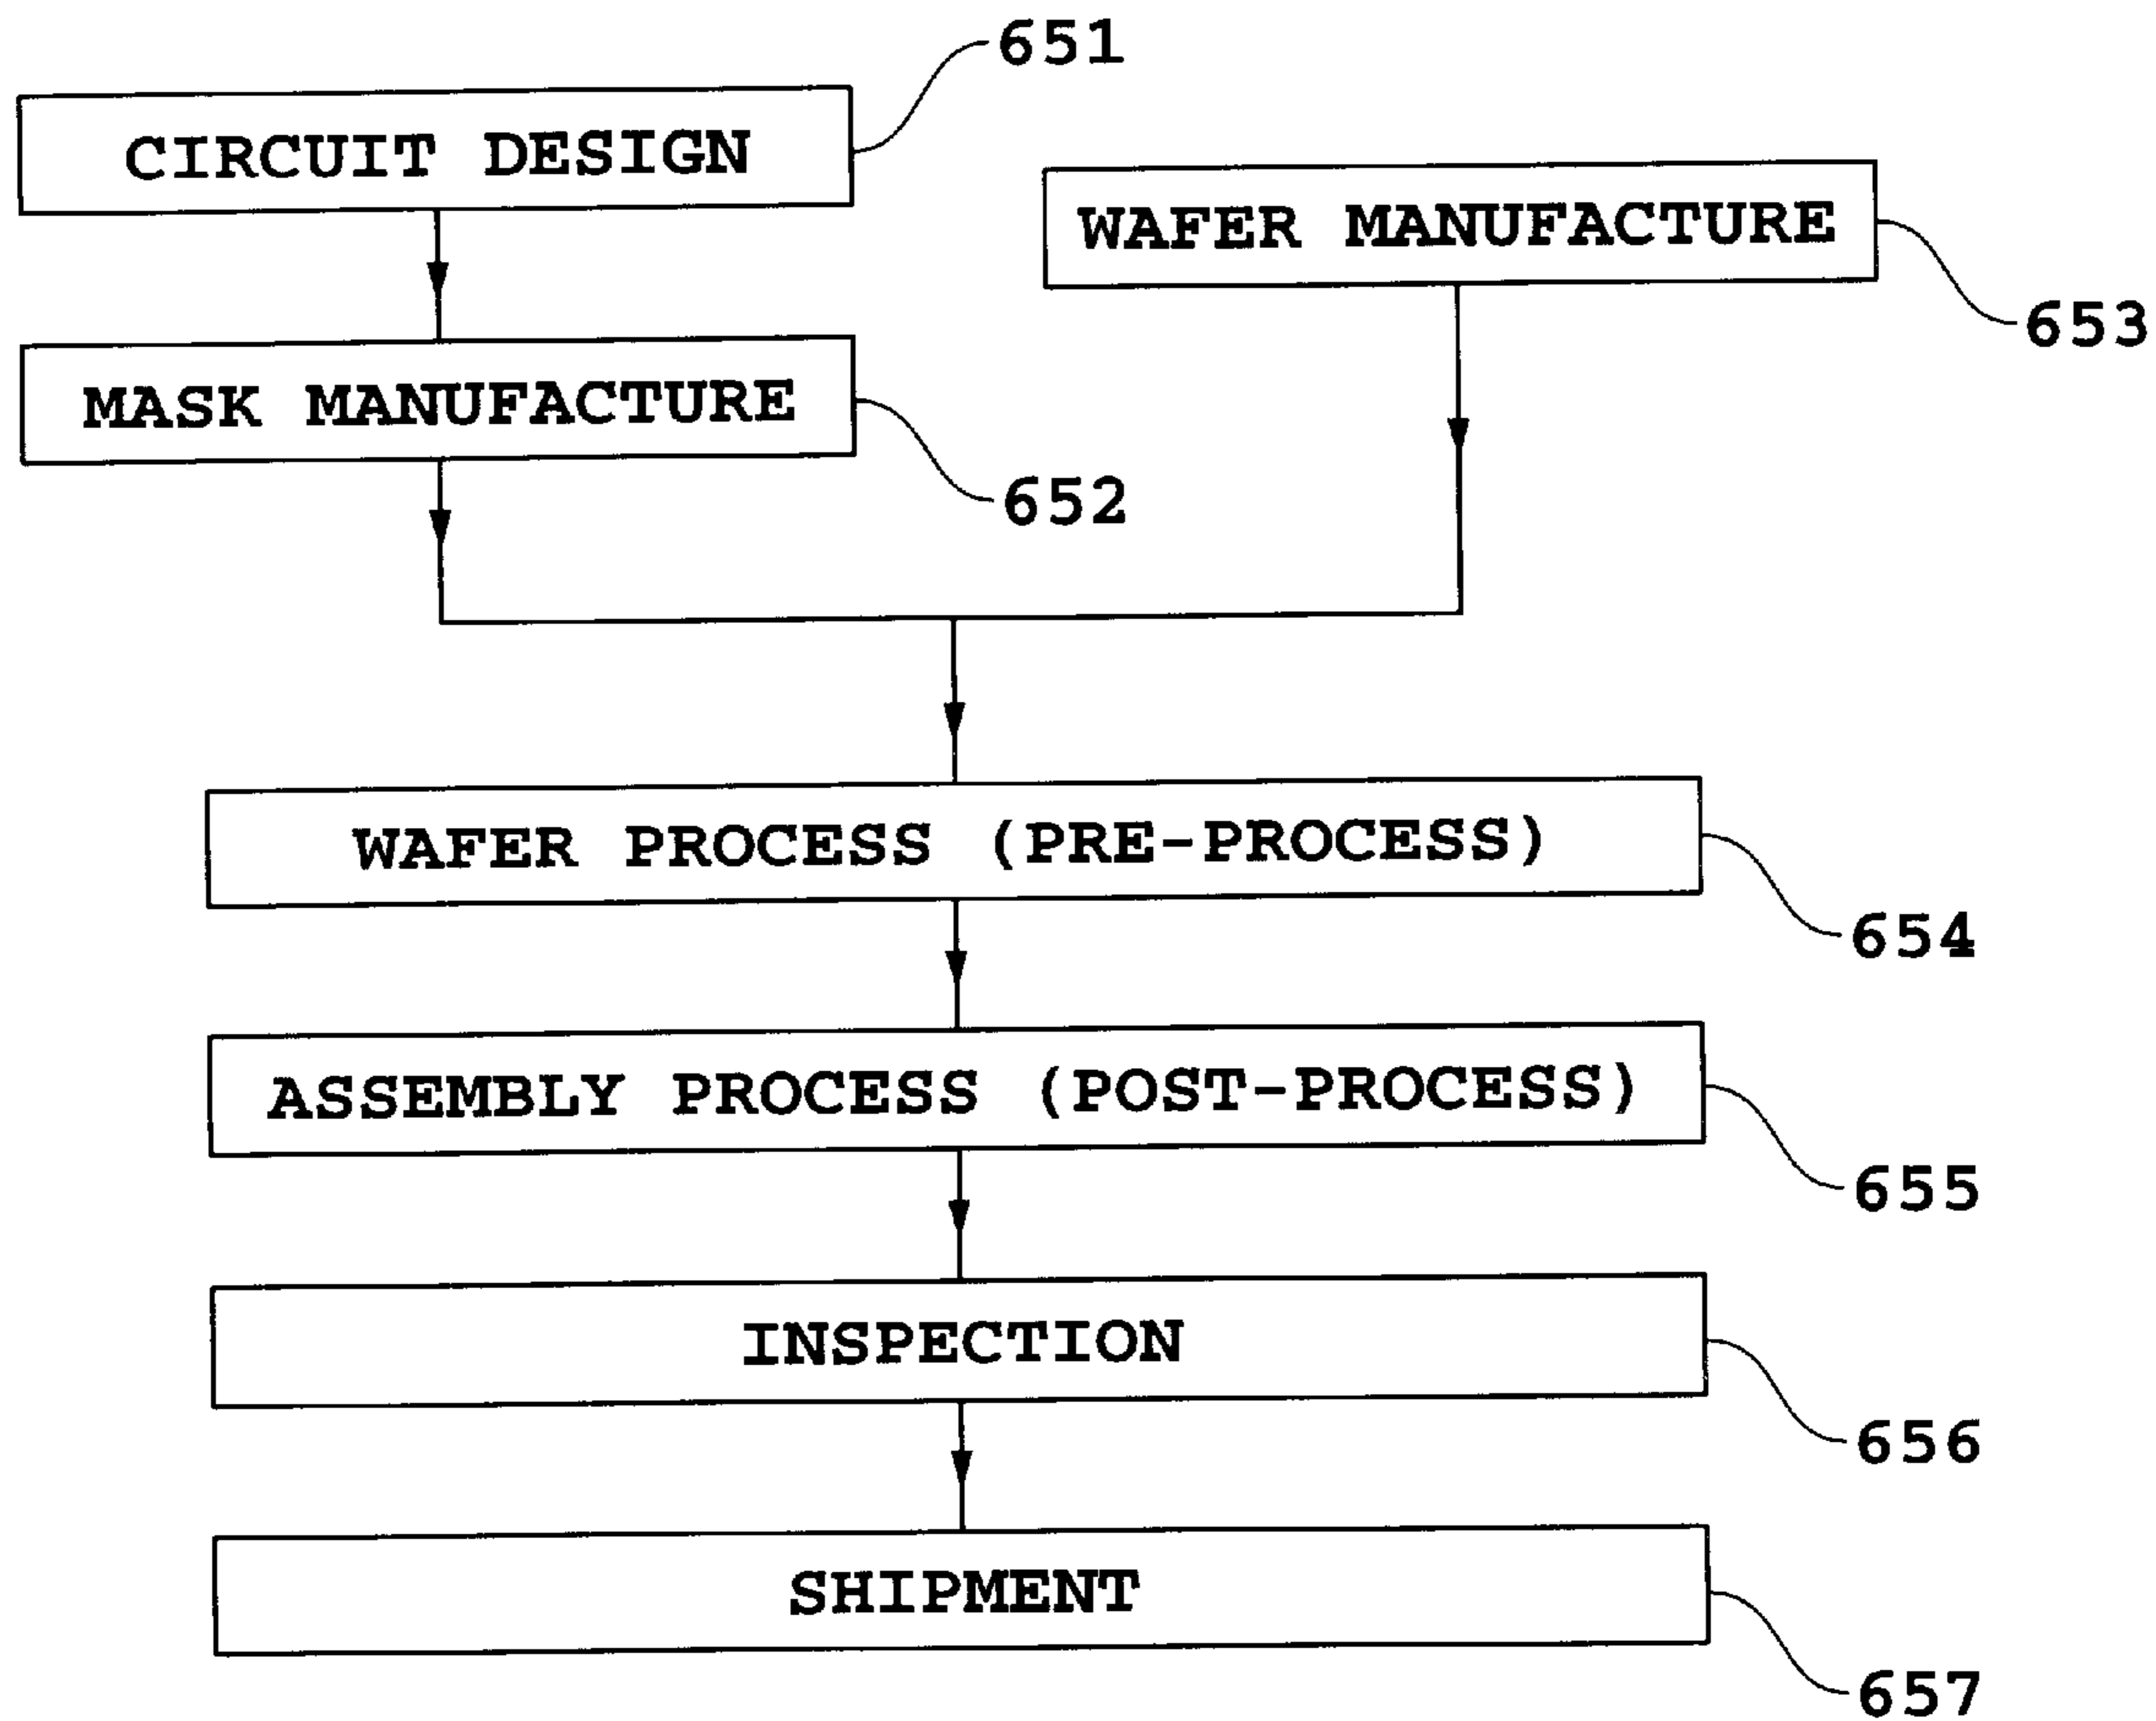 651
CIRCUIT DESIGN
WAFER MANUFACTURE
653
MASK MANUFACTURE
652
WAFER PROCESS (PRE-PROCESS)
654
ASSEMBLY PROCESS (POST-PROCESS)
655
INSPECTION
656
SHIPMENT
657